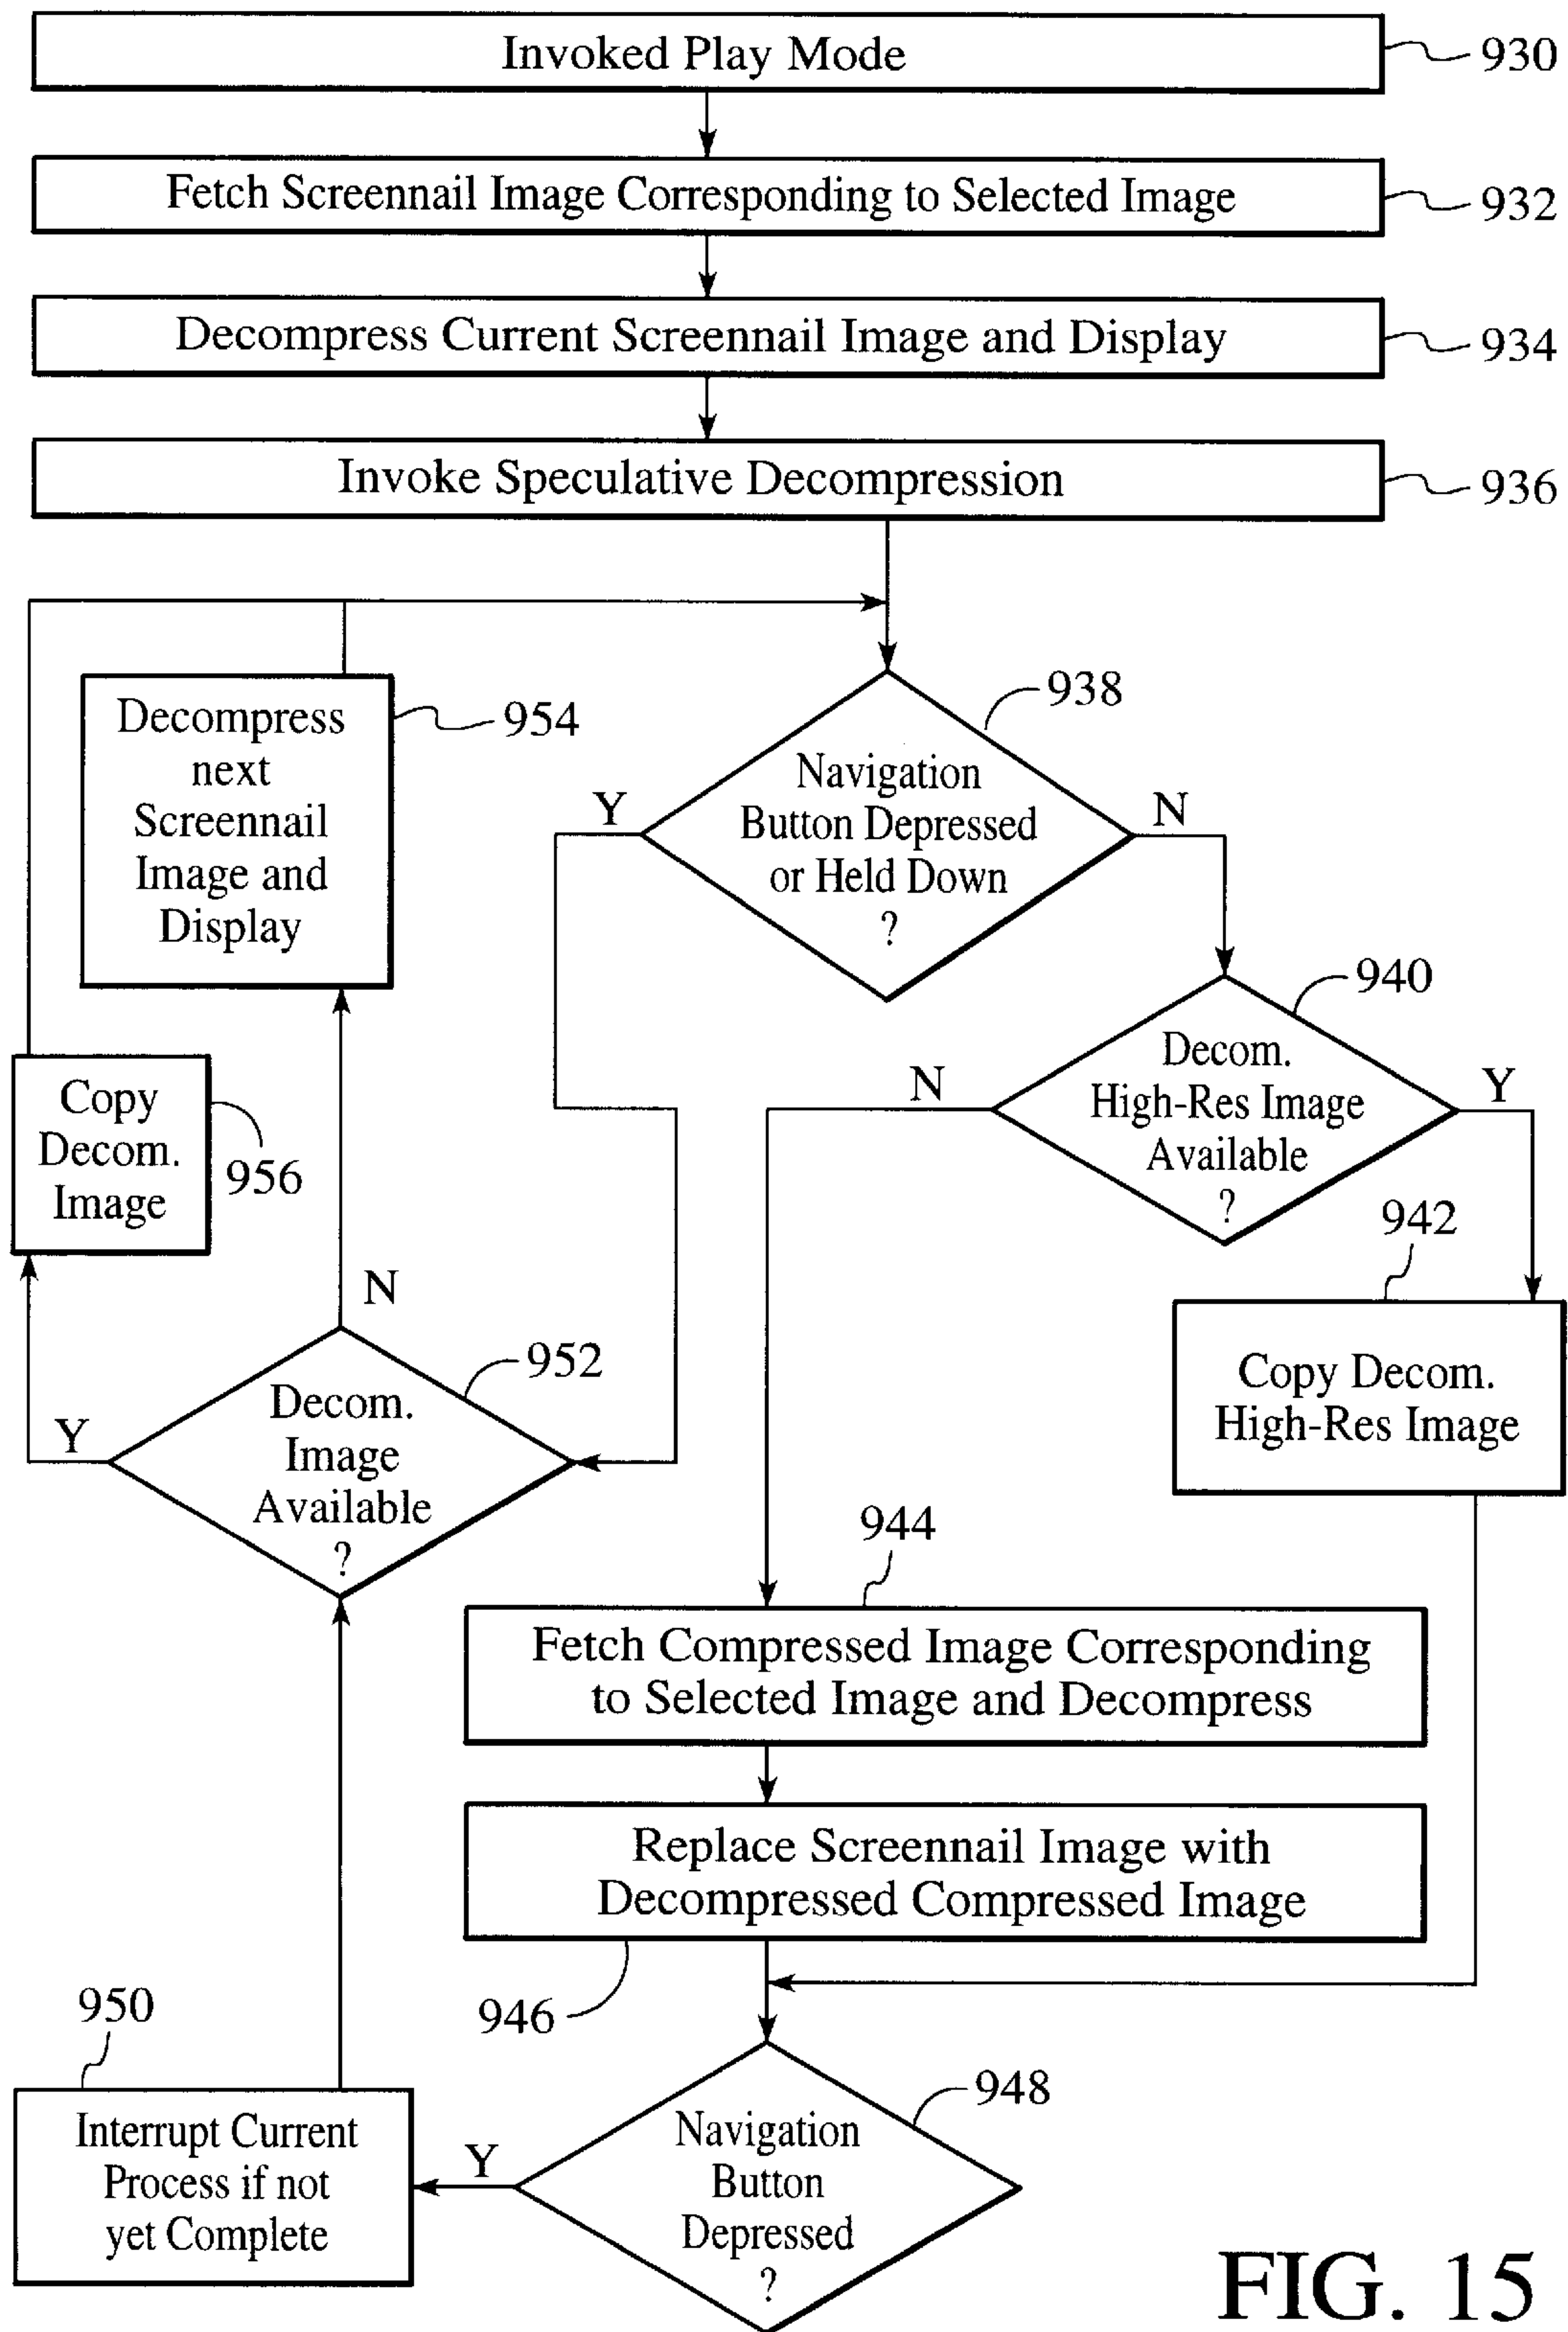 Invoked Play Mode
930
Fetch Screennail Image Corresponding to Selected Image
932
Decompress Current Screennail Image and Display
934
Invoke Speculative Decompression
936
Decompress
next
Screennail
Image and
Display
954
938
Navigation
Button Depressed
or Held Down
?
Y
N
940
Decom.
High-Res Image
Available
?
N
Y
Copy
Decom.
Image
956
942
Copy Decom.
High-Res Image
N
952
Decom.
Image
Available
?
Y
944
Fetch Compressed Image Corresponding
to Selected Image and Decompress
Replace Screennail Image with
Decompressed Compressed Image
946
950
Interrupt Current
Process if not
yet Complete
Y
948
Navigation
Button
Depressed
?
FIG. 15